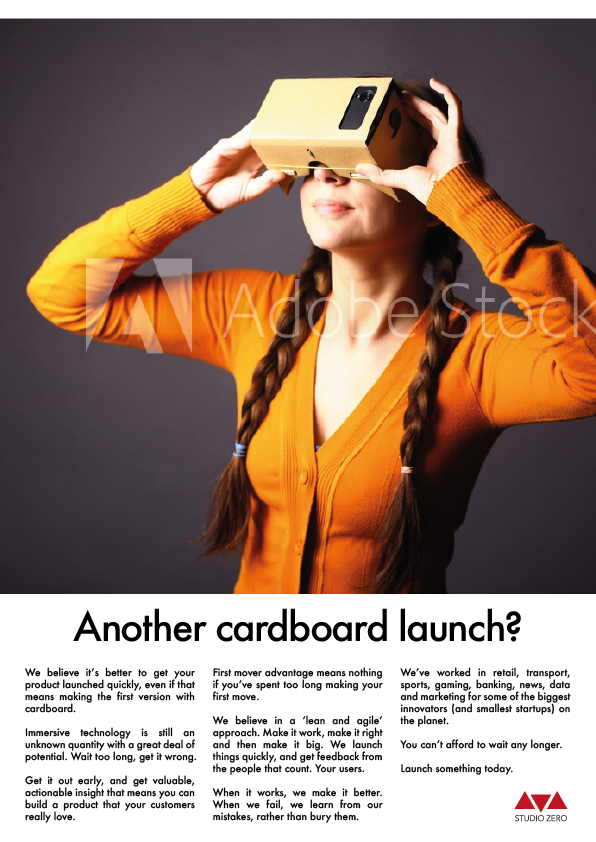 Adobe Stock
Another cardboard launch?
We believe it's better to get your
product launched quickly, even if that
means making the first version with
cardboard.
Immersive technology is still an
unknown quantity with a great deal of
potential. Wait too long, get it wrong.
Get it out early, and get valuable,
actionable insight that means you can
build a product that your customers
really love.
First mover advantage means nothing
if you've spent too long making your
first move.
We believe in a 'lean and agile'
approach. Make it work, make it right
and then make it big. We launch
things quickly, and get feedback from
the people that count. Your users.
When it works, we make it better.
When we fail, we learn from our
mistakes, rather than bury them.
We've worked in retail, transport,
sports, gaming, banking, news, data
and marketing for some of the biggest
innovators (and smallest startups) on
the planet.
You can't afford to wait any longer.
Launch something today.
STUDIO ZERO